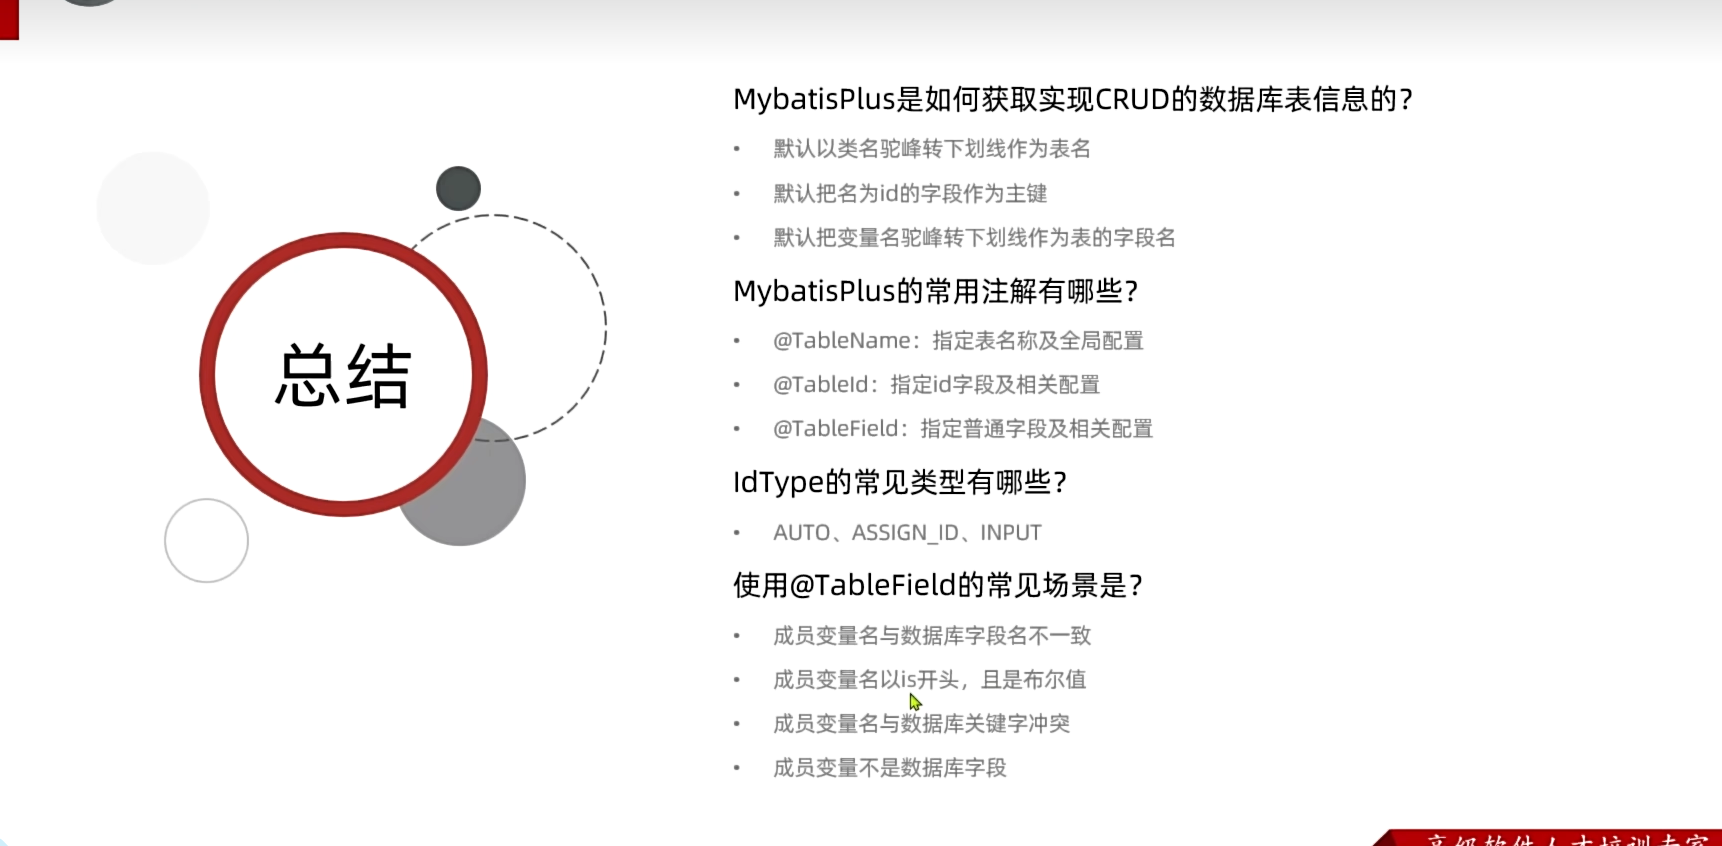 总结
MybatisPlus是如何获取实现CRUD的数据库表信息的？
• 默认以类名驼峰转下划线作为表名
• 默认把名为id的字段作为主键
• 默认把变量名驼峰转下划线作为表的字段名
MybatisPlus的常用注解有哪些？
• @TableName：指定表名称及全局配置
• @TableId：指定id字段及相关配置
• @TableField：指定普通字段及相关配置
IdType的常见类型有哪些？
• AUTO、ASSIGN_ID、INPUT
使用@TableField的常见场景是？
• 成员变量名与数据库字段名不一致
• 成员变量名以is开头，且是布尔值
• 成员变量名与数据库关键字冲突
• 成员变量不是数据库字段
高级软件人才培训专家